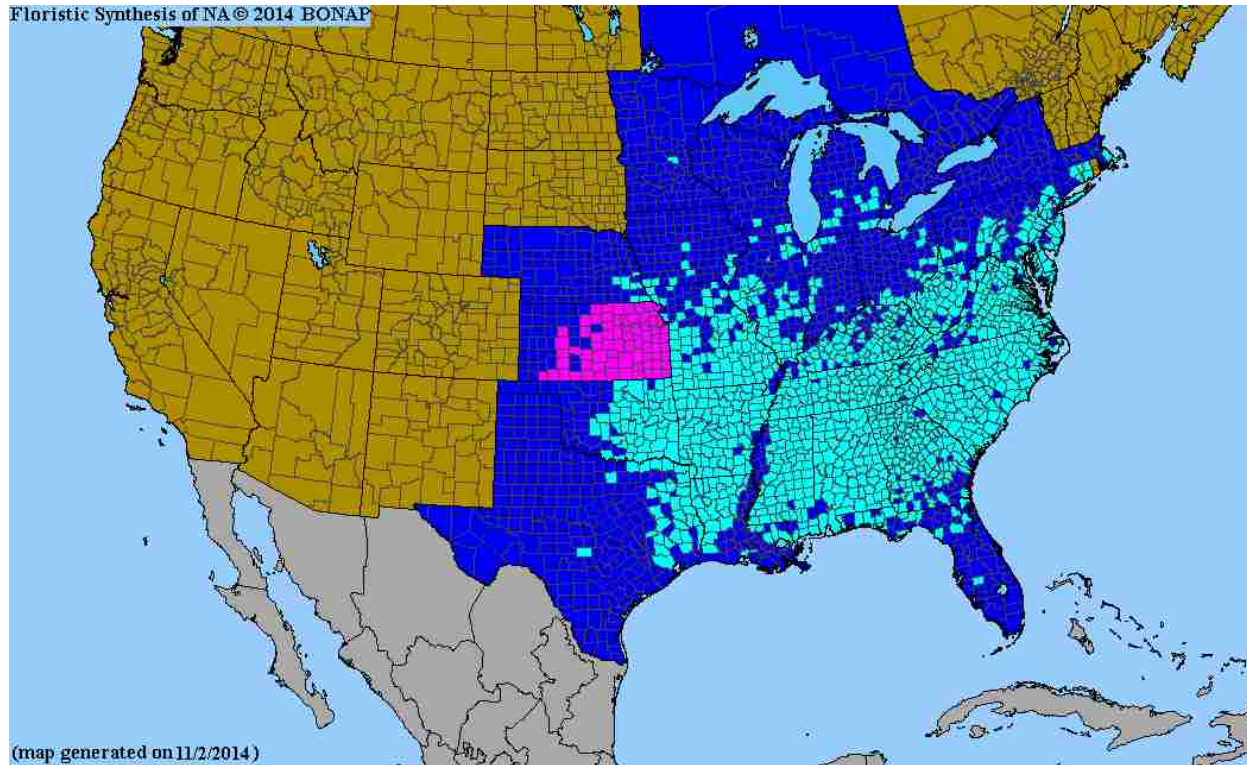 Floristic Synthesis of NA © 2014 BONAP
(map generated on 11/2/2014)